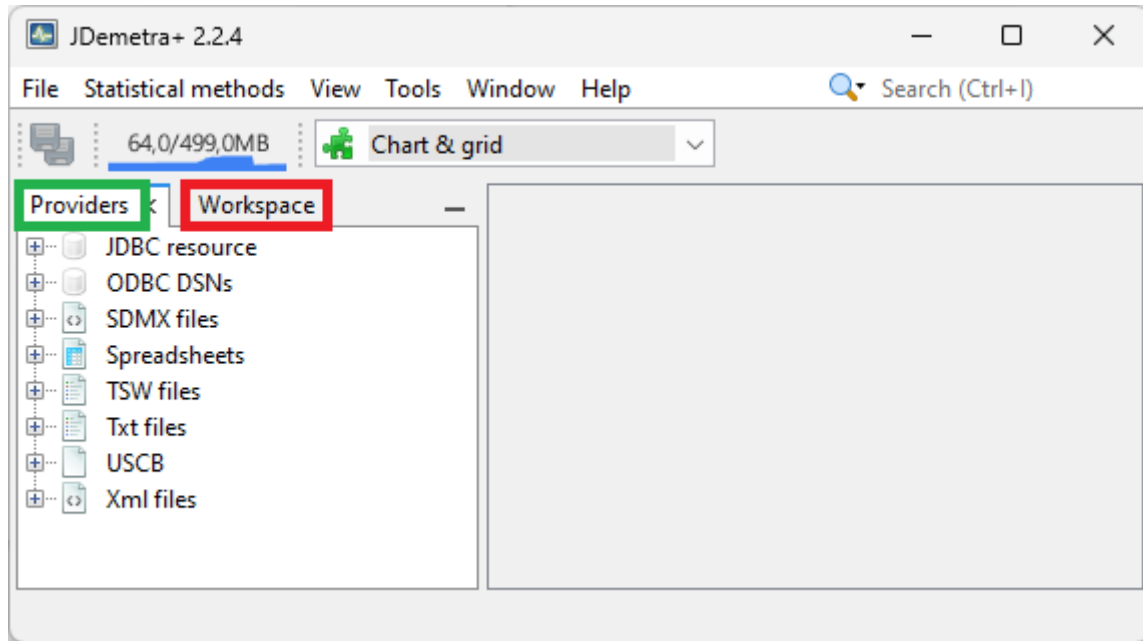 JDemetra+ 2.2.4
File Statistical methods View Tools Window Help Search (Ctrl+I)
64,0/499,0MB Chart & grid
Providers Workspace
JDBC resource
ODBC DSNs
SDMX files
Spreadsheets
TSW files
Txt files
USCB
Xml files